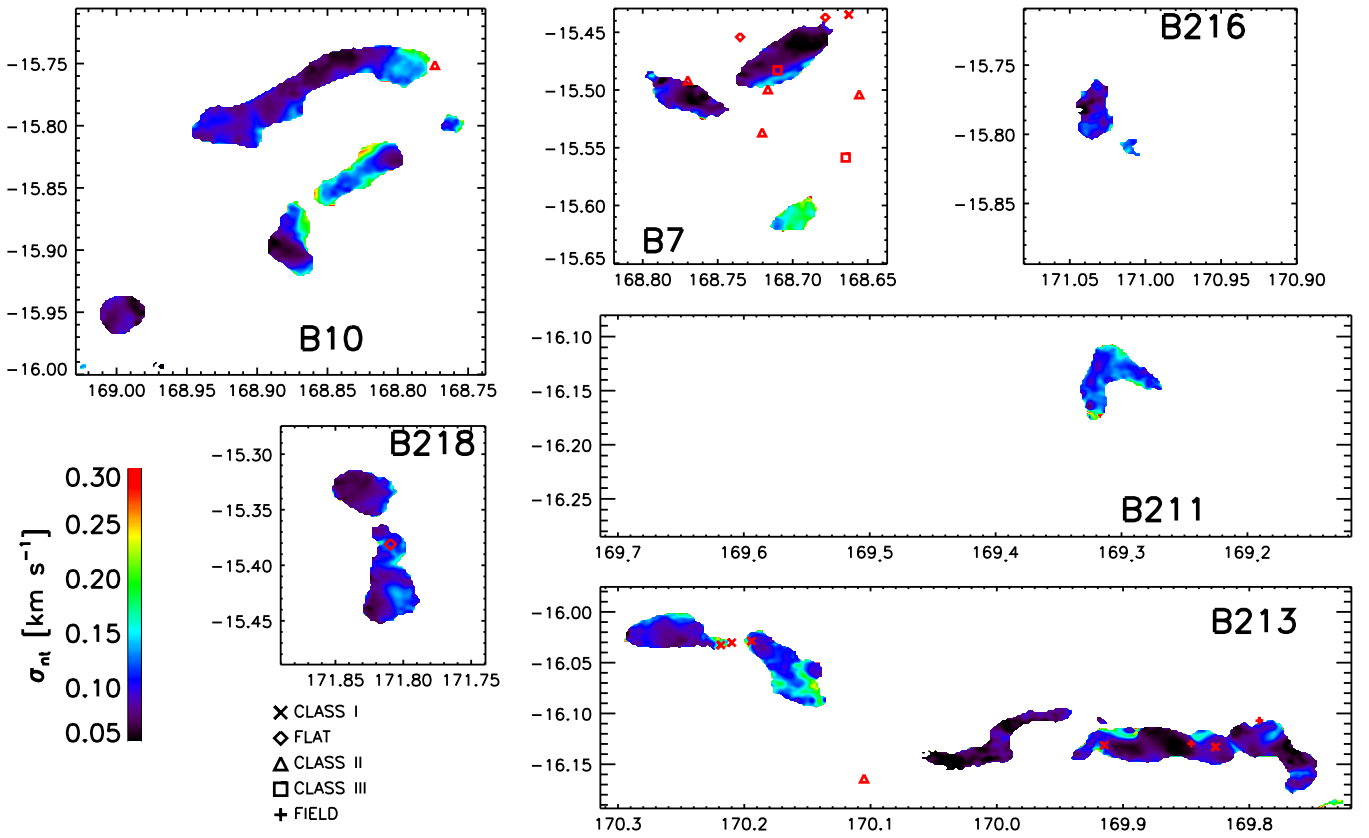 −15.75
−15.80
−15.85
−15.90
−15.95
−16.00
169.00 168.95 168.90 168.85 168.80 168.75
B10
−15.45
−15.50
−15.55
−15.60
−15.65
168.80 168.75 168.70 168.65
B7
B216
−15.75
−15.80
−15.85
171.05 171.00 170.95 170.90
−16.10
−16.15
−16.20
−16.25
169.7 169.6 169.5 169.4 169.3 169.2
B211
B218
−15.30
−15.35
−15.40
−15.45
171.85 171.80 171.75
0.30
0.25
0.20
0.15
0.10
0.05
σnt [km s−1]
CLASS I
FLAT
CLASS II
CLASS III
FIELD
B213
−16.00
−16.05
−16.10
−16.15
170.3 170.2 170.1 170.0 169.9 169.8